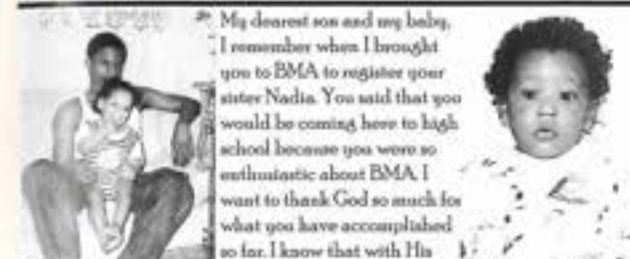 My dearest son and my baby,
I remember when I brought
you to BMA to register your
sister Nadia. You said that you
would be coming here to high
school because you were so
enthusiastic about BMA. I
want to thank God so much for
what you have accomplished
so far. I know that with His